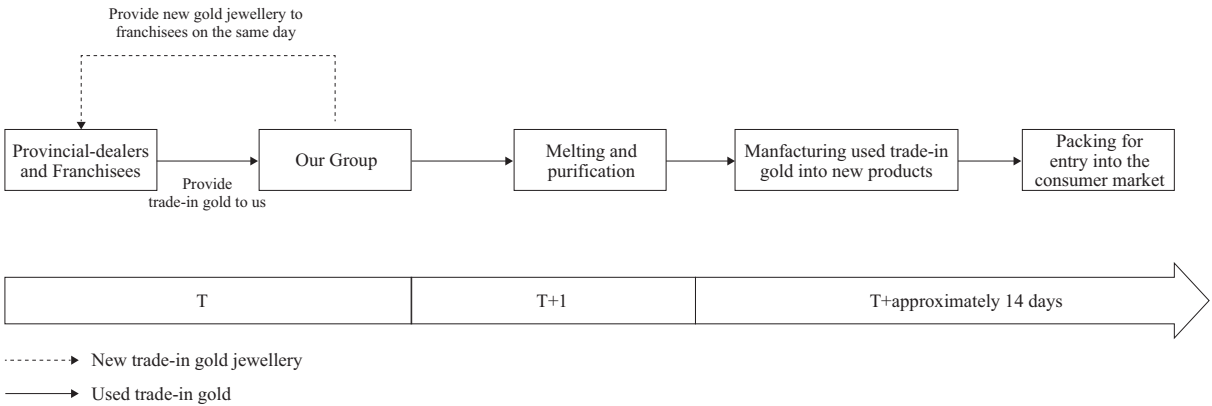 Provide new gold jewellery to
franchisees on the same day
Provincial-dealers
and Franchisees
Provide
trade-in gold to us
Our Group
Melting and
purification
Manfacturing used trade-in
gold into new products
Packing for
entry into the
consumer market
T
T+1
T+approximately 14 days
New trade-in gold jewellery
Used trade-in gold